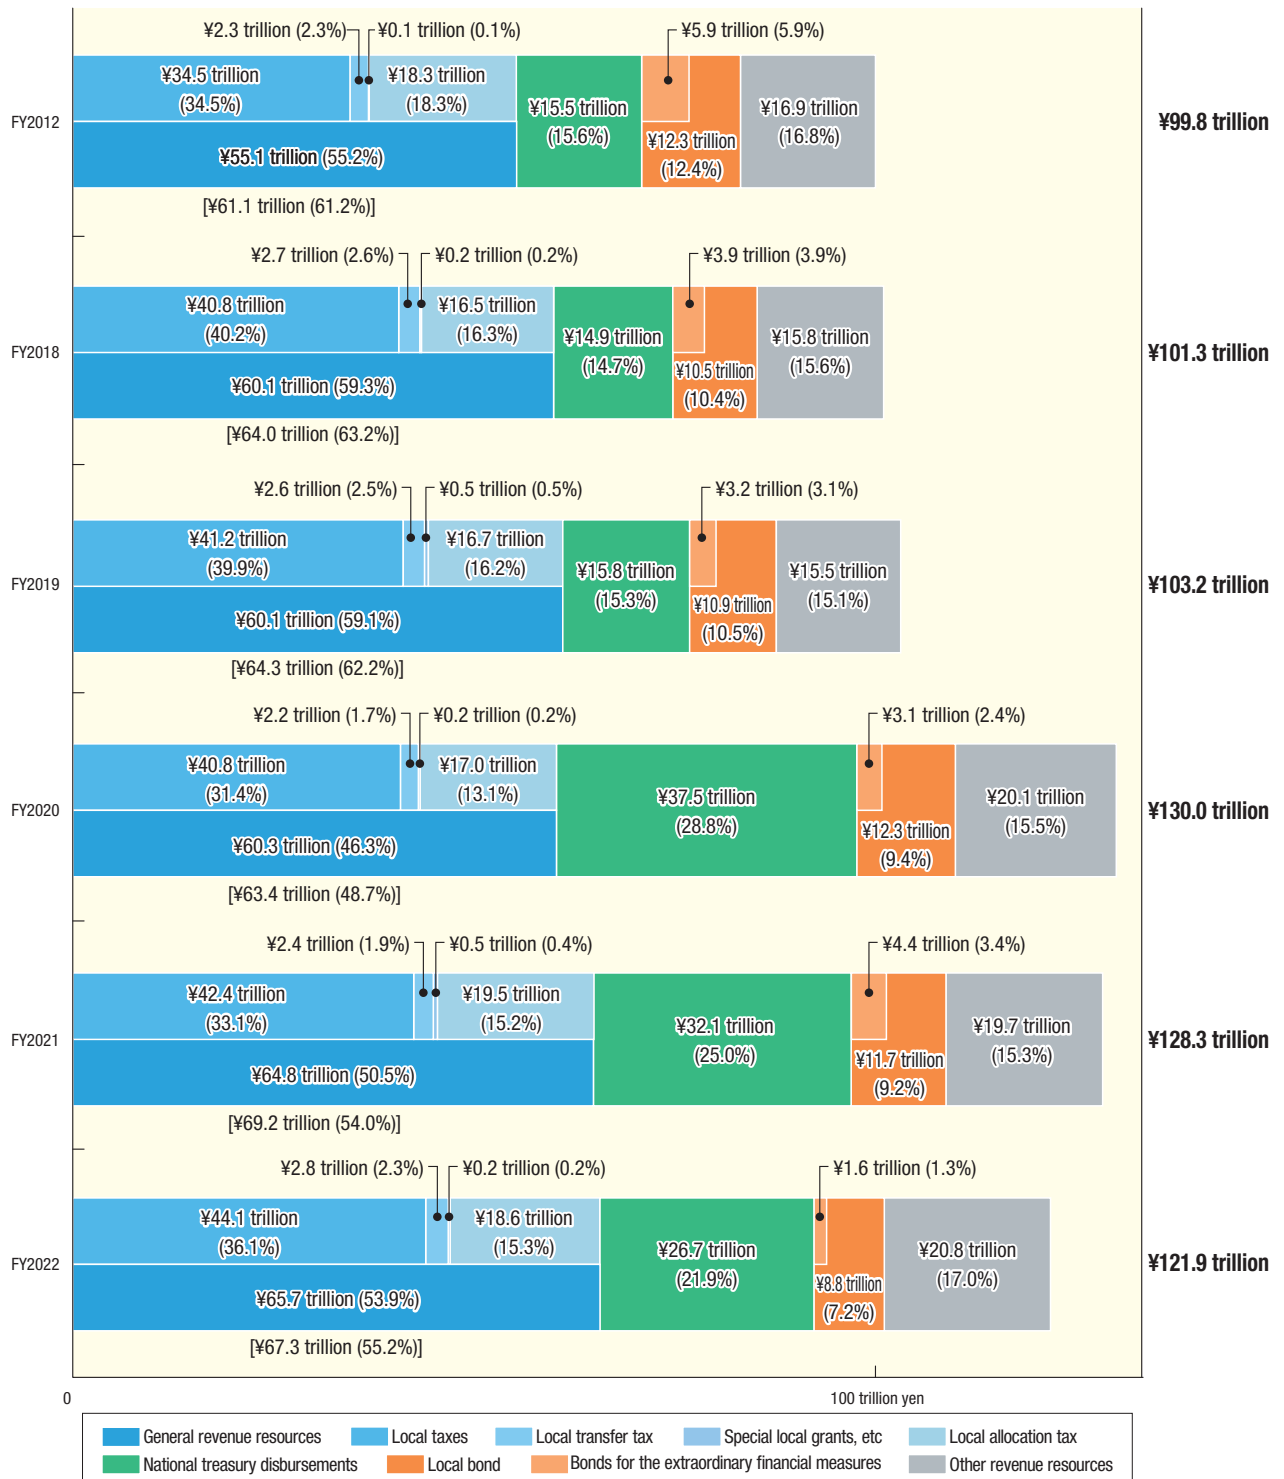 ¥2.3 trillion (2.3%) ¥0.1 trillion (0.1%) ¥5.9 trillion (5.9%)
¥34.5 trillion
(34.5%)
¥18.3 trillion
(18.3%)
¥15.5 trillion
(15.6%)
¥16.9 trillion
(16.8%)
FY2012
¥99.8 trillion
¥12.3 trillion
(12.4%)
¥55.1 trillion (55.2%)
[¥61.1 trillion (61.2%)]
¥2.7 trillion (2.6%) ¥0.2 trillion (0.2%) ¥3.9 trillion (3.9%)
¥40.8 trillion
(40.2%)
¥16.5 trillion
(16.3%)
¥14.9 trillion
(14.7%)
¥15.8 trillion
(15.6%)
FY2018
¥101.3 trillion
¥10.5 trillion
(10.4%)
¥60.1 trillion (59.3%)
[¥64.0 trillion (63.2%)]
¥2.6 trillion (2.5%) ¥0.5 trillion (0.5%) ¥3.2 trillion (3.1%)
¥41.2 trillion
(39.9%)
¥16.7 trillion
(16.2%)
¥15.8 trillion
(15.3%)
¥15.5 trillion
(15.1%)
FY2019
¥103.2 trillion
¥10.9 trillion
(10.5%)
¥60.1 trillion (59.1%)
[¥64.3 trillion (62.2%)]
¥2.2 trillion (1.7%) ¥0.2 trillion (0.2%) ¥3.1 trillion (2.4%)
¥40.8 trillion
(31.4%)
¥17.0 trillion
(13.1%)
¥37.5 trillion
(28.8%)
¥20.1 trillion
(15.5%)
FY2020
¥130.0 trillion
¥12.3 trillion
(9.4%)
¥60.3 trillion (46.3%)
[¥63.4 trillion (48.7%)]
¥2.4 trillion (1.9%) ¥0.5 trillion (0.4%) ¥4.4 trillion (3.4%)
¥42.4 trillion
(33.1%)
¥19.5 trillion
(15.2%)
¥32.1 trillion
(25.0%)
¥19.7 trillion
(15.3%)
FY2021
¥128.3 trillion
¥11.7 trillion
(9.2%)
¥64.8 trillion (50.5%)
[¥69.2 trillion (54.0%)]
¥2.8 trillion (2.3%) ¥0.2 trillion (0.2%) ¥1.6 trillion (1.3%)
¥44.1 trillion
(36.1%)
¥18.6 trillion
(15.3%)
¥26.7 trillion
(21.9%)
¥20.8 trillion
(17.0%)
FY2022
¥121.9 trillion
¥8.8 trillion
(7.2%)
¥65.7 trillion (53.9%)
[¥67.3 trillion (55.2%)]
0 100 trillion yen
General revenue resources Local taxes Local transfer tax Special local grants, etc Local allocation tax
National treasury disbursements Local bond Bonds for the extraordinary financial measures Other revenue resources